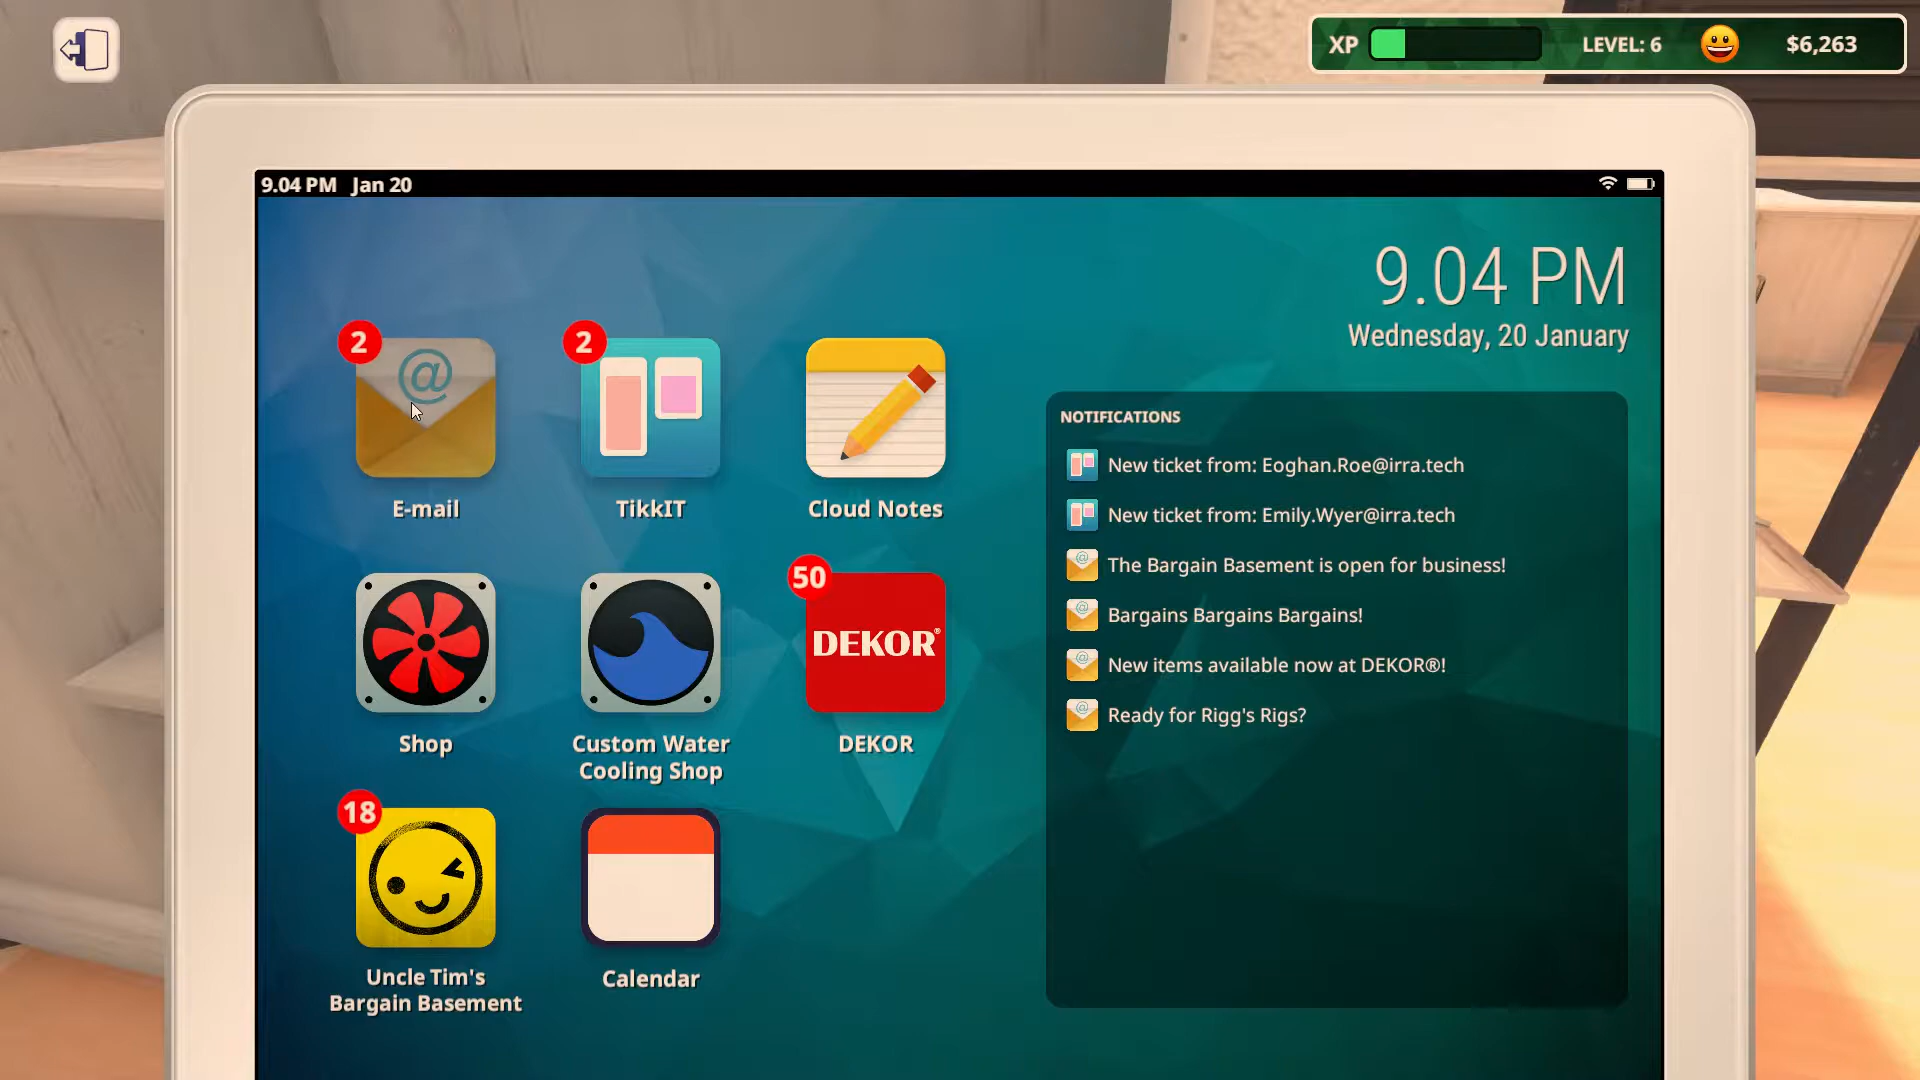 XP
LEVEL: 6
$6,263
9.04 PM Jan 20
9.04 PM
Wednesday, 20 January
2
@
E-mail
2
TikkIT
Cloud Notes
Shop
Custom Water
Cooling Shop
50
DEKOR®
DEKOR
18
Uncle Tim's
Bargain Basement
Calendar
NOTIFICATIONS
New ticket from: Eoghan.Roe@irra.tech
New ticket from: Emily.Wyer@irra.tech
The Bargain Basement is open for business!
Bargains Bargains Bargains!
New items available now at DEKOR®!
Ready for Rigg's Rigs?